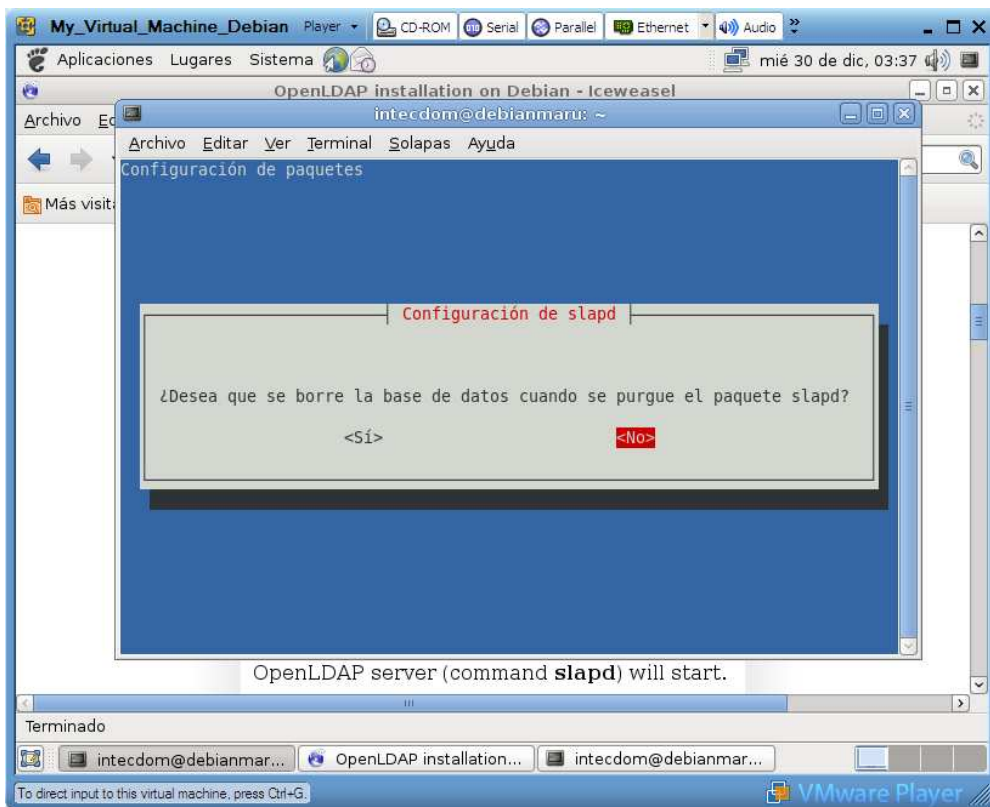 My_Virtual_Machine_Debian Player CD-ROM Serial Parallel Ethernet Audio
Aplicaciones Lugares Sistema mié 30 de dic, 03:37
OpenLDAP installation on Debian - Iceweasel
Archivo Ed
intecdom@debianmaru: ~
Archivo Editar Ver Terminal Solapas Ayuda
Configuración de paquetes
Más visit
Configuración de slapd
¿Desea que se borre la base de datos cuando se purgue el paquete slapd?
<Sí> <No>
OpenLDAP server (command slapd) will start.
Terminado
intecdom@debianmar... OpenLDAP installation... intecdom@debianmar...
To direct input to this virtual machine, press Ctrl+G. VMware Player